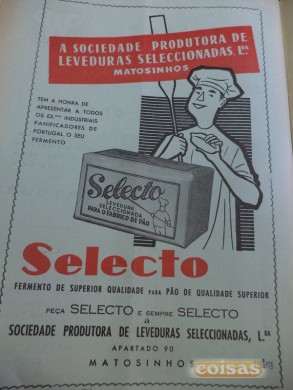 A SOCIEDADE PRODUTORA DE
LEVEDURAS SELECCIONADAS, L.DA
MATOSINHOS
TEM A HONRA DE
APRESENTAR A TODOS
OS EX.MOS INDUSTRIAIS
PANIFICADORES DE
PORTUGAL O SEU
FERMENTO
Selecto
LEVEDURA
SELECCIONADA
PARA O FABRICO DE PÃO
Selecto
FERMENTO DE SUPERIOR QUALIDADE PARA PÃO DE QUALIDADE SUPERIOR
PEÇA SELECTO E SEMPRE SELECTO
À
SOCIEDADE PRODUTORA DE LEVEDURAS SELECCIONADAS, L.DA
APARTADO 90
MATOSINHOS
coisas